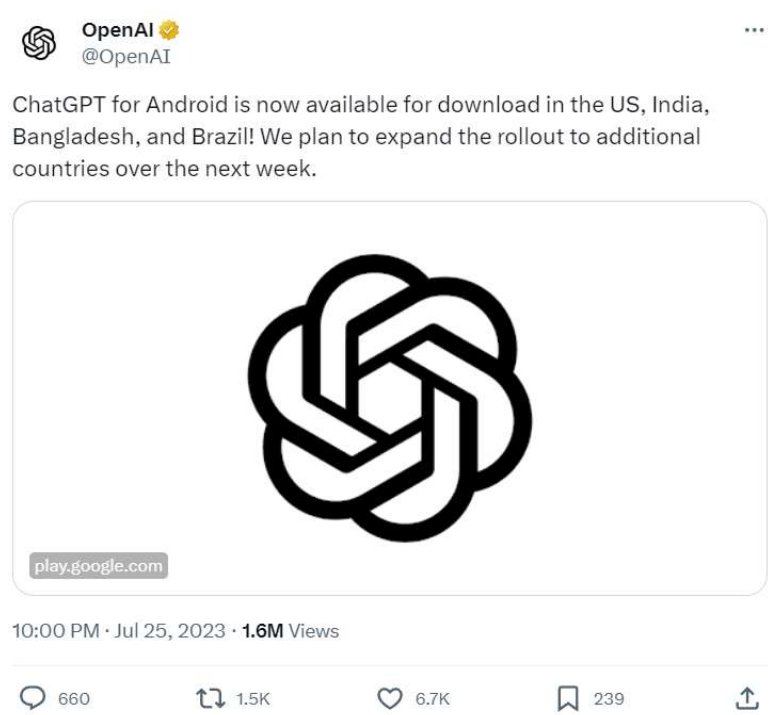 OpenAI
@OpenAI
ChatGPT for Android is now available for download in the US, India,
Bangladesh, and Brazil! We plan to expand the rollout to additional
countries over the next week.
play.google.com
10:00 PM · Jul 25, 2023 · 1.6M Views
660 1.5K 6.7K 239